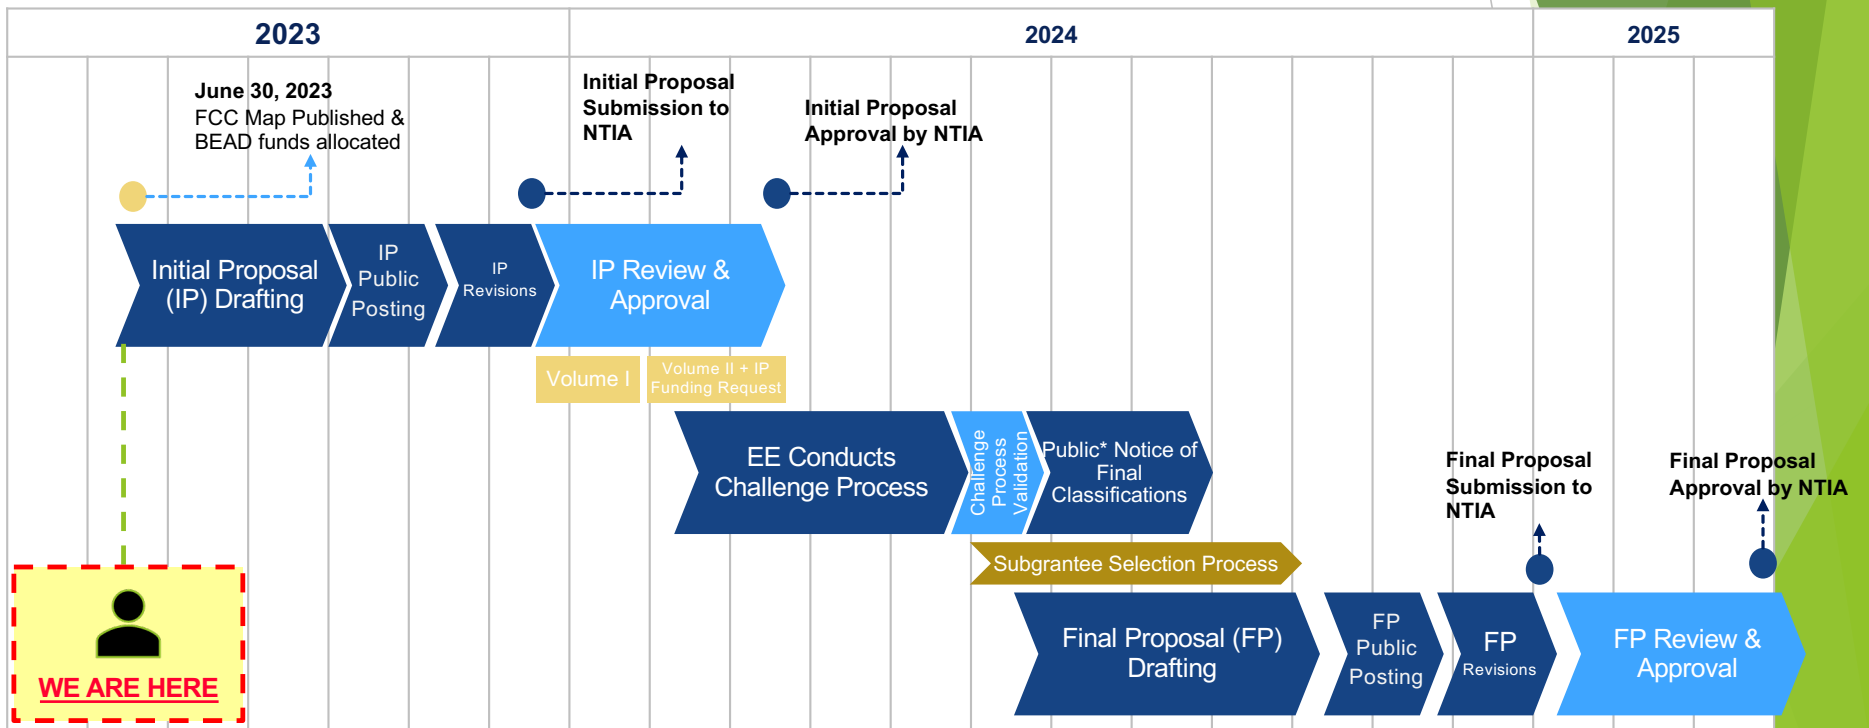 2023
2024
2025
June 30, 2023
FCC Map Published &
BEAD funds allocated
Initial Proposal
Submission to
NTIA
Initial Proposal
Approval by NTIA
Initial Proposal
(IP) Drafting
IP
Public
Posting
IP
Revisions
IP Review &
Approval
Volume I
Volume II + IP
Funding Request
EE Conducts
Challenge Process
Challenge
Process
Validation
Public* Notice of
Final
Classifications
Final Proposal
Submission to
NTIA
Final Proposal
Approval by NTIA
Subgrantee Selection Process
Final Proposal (FP)
Drafting
FP
Public
Posting
FP
Revisions
FP Review &
Approval
WE ARE HERE